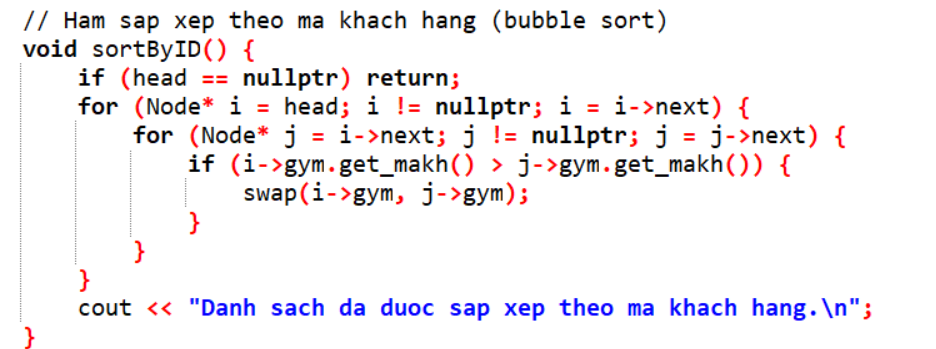 // Ham sap xep theo ma khach hang (bubble sort)
void sortByID() {
    if (head == nullptr) return;
    for (Node* i = head; i != nullptr; i = i->next) {
        for (Node* j = i->next; j != nullptr; j = j->next) {
            if (i->gym.get_makh() > j->gym.get_makh()) {
                swap(i->gym, j->gym);
            }
        }
    }
    cout << "Danh sach da duoc sap xep theo ma khach hang.\n";
}